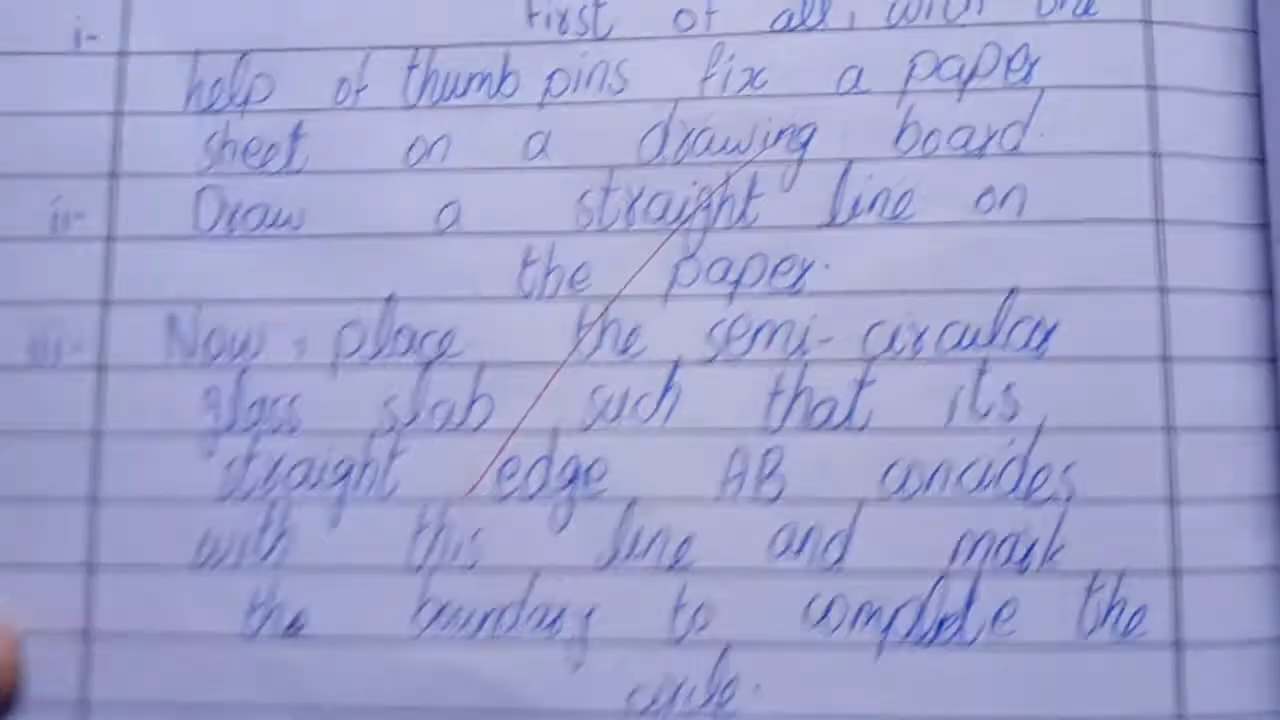 i- First of all, with the
help of thumb pins fix a paper
sheet on a drawing board.
ii- Draw a straight line on
the paper.
iii- Now, place the semi-circular
glass slab such that its
straight edge AB concides
with this line and mark
the boundary to complete the
circle.